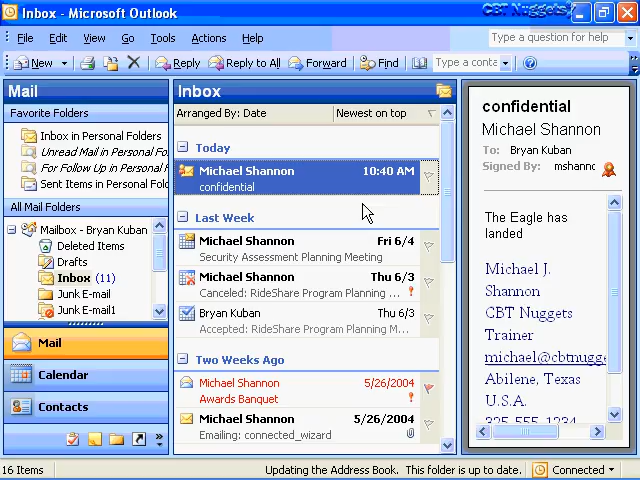 Inbox - Microsoft Outlook
CBT Nuggets
File Edit View Go Tools Actions Help
Type a question for help
New Reply Reply to All Forward Find Type a conta
Mail
Favorite Folders
Inbox in Personal Folders
Unread Mail in Personal Fo
For Follow Up in Personal F
Sent Items in Personal Fold
All Mail Folders
Mailbox - Bryan Kuban
Deleted Items
Drafts
Inbox (11)
Junk E-mail
Junk E-mail1
Mail
Calendar
Contacts
Inbox
Arranged By: Date Newest on top
Today
Michael Shannon 10:40 AM
confidential
Last Week
Michael Shannon Fri 6/4
Security Assessment Planning Meeting
Michael Shannon Thu 6/3
Canceled: RideShare Program Planning ...
Bryan Kuban Thu 6/3
Accepted: RideShare Program Planning M...
Two Weeks Ago
Michael Shannon 5/26/2004
Awards Banquet
Michael Shannon 5/26/2004
Emailing: connected_wizard
confidential
Michael Shannon
To: Bryan Kuban
Signed By: mshannc
The Eagle has
landed
Michael J.
Shannon
CBT Nuggets
Trainer
michael@cbtnugge
Abilene, Texas
U.S.A.
325-555-1234
16 Items
Updating the Address Book. This folder is up to date.
Connected